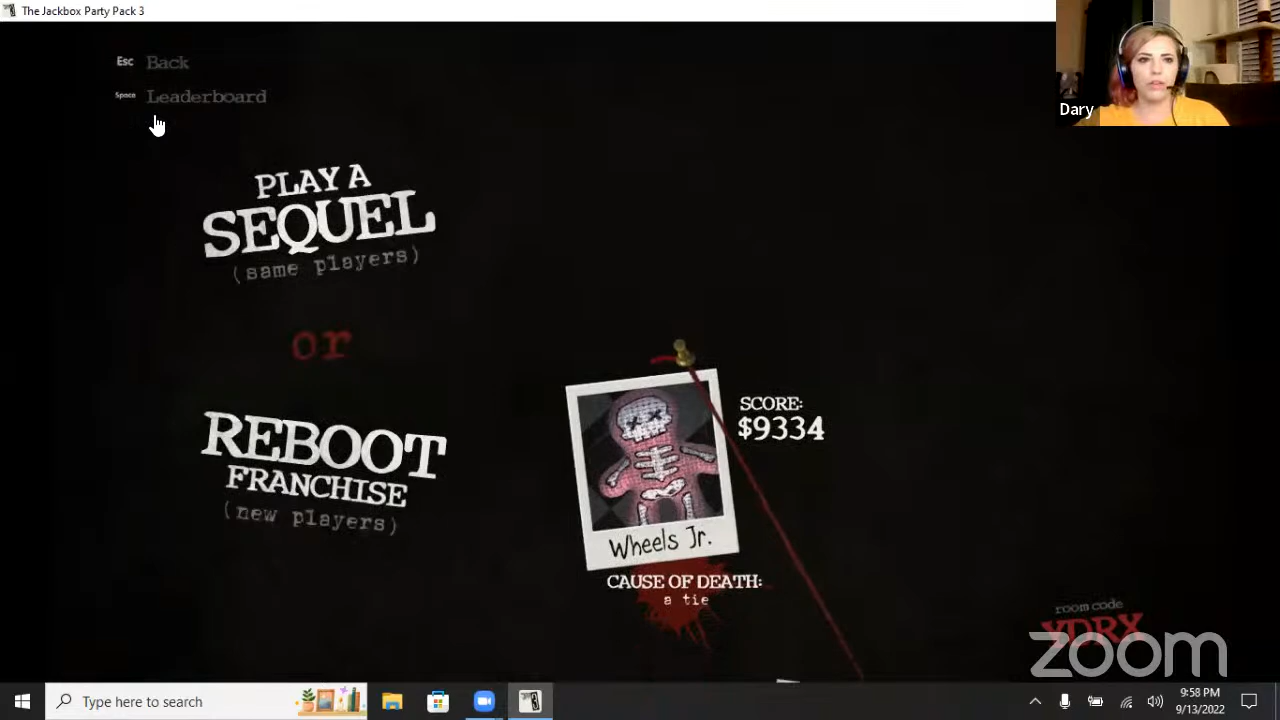 The Jackbox Party Pack 3
Esc Back
Space Leaderboard
Dary
PLAY A
SEQUEL
(same players)
or
REBOOT
FRANCHISE
(new players)
SCORE:
$9334
Wheels Jr.
CAUSE OF DEATH:
a tie
room code
YDRX
zoom
Type here to search
9:58 PM
9/13/2022